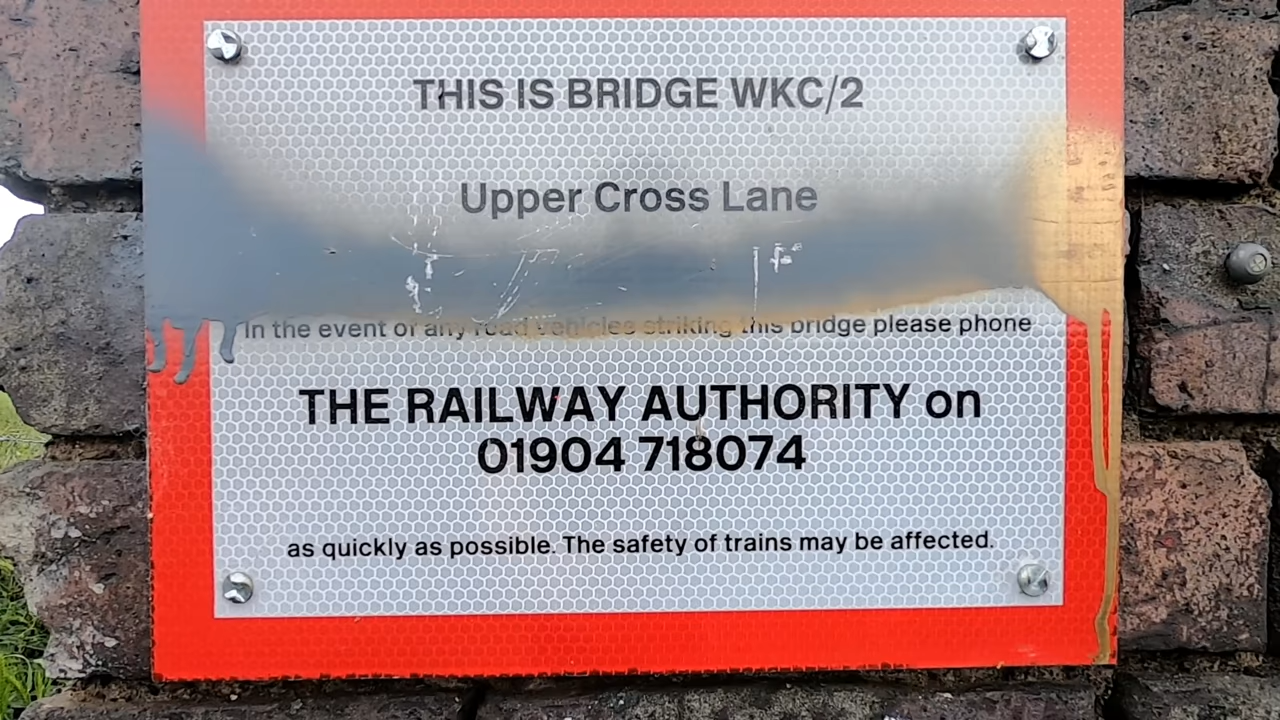 THIS IS BRIDGE WKC/2
Upper Cross Lane
In the event of any road vehicles striking this bridge please phone
THE RAILWAY AUTHORITY on
01904 718074
as quickly as possible. The safety of trains may be affected.